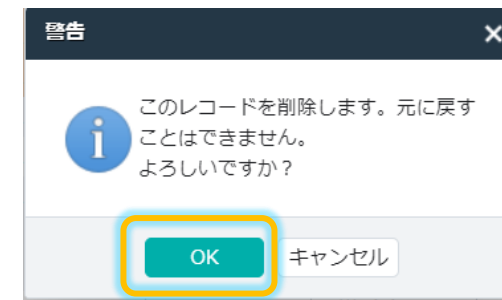 警告
このレコードを削除します。元に戻す
ことはできません。
よろしいですか？
OK
キャンセル